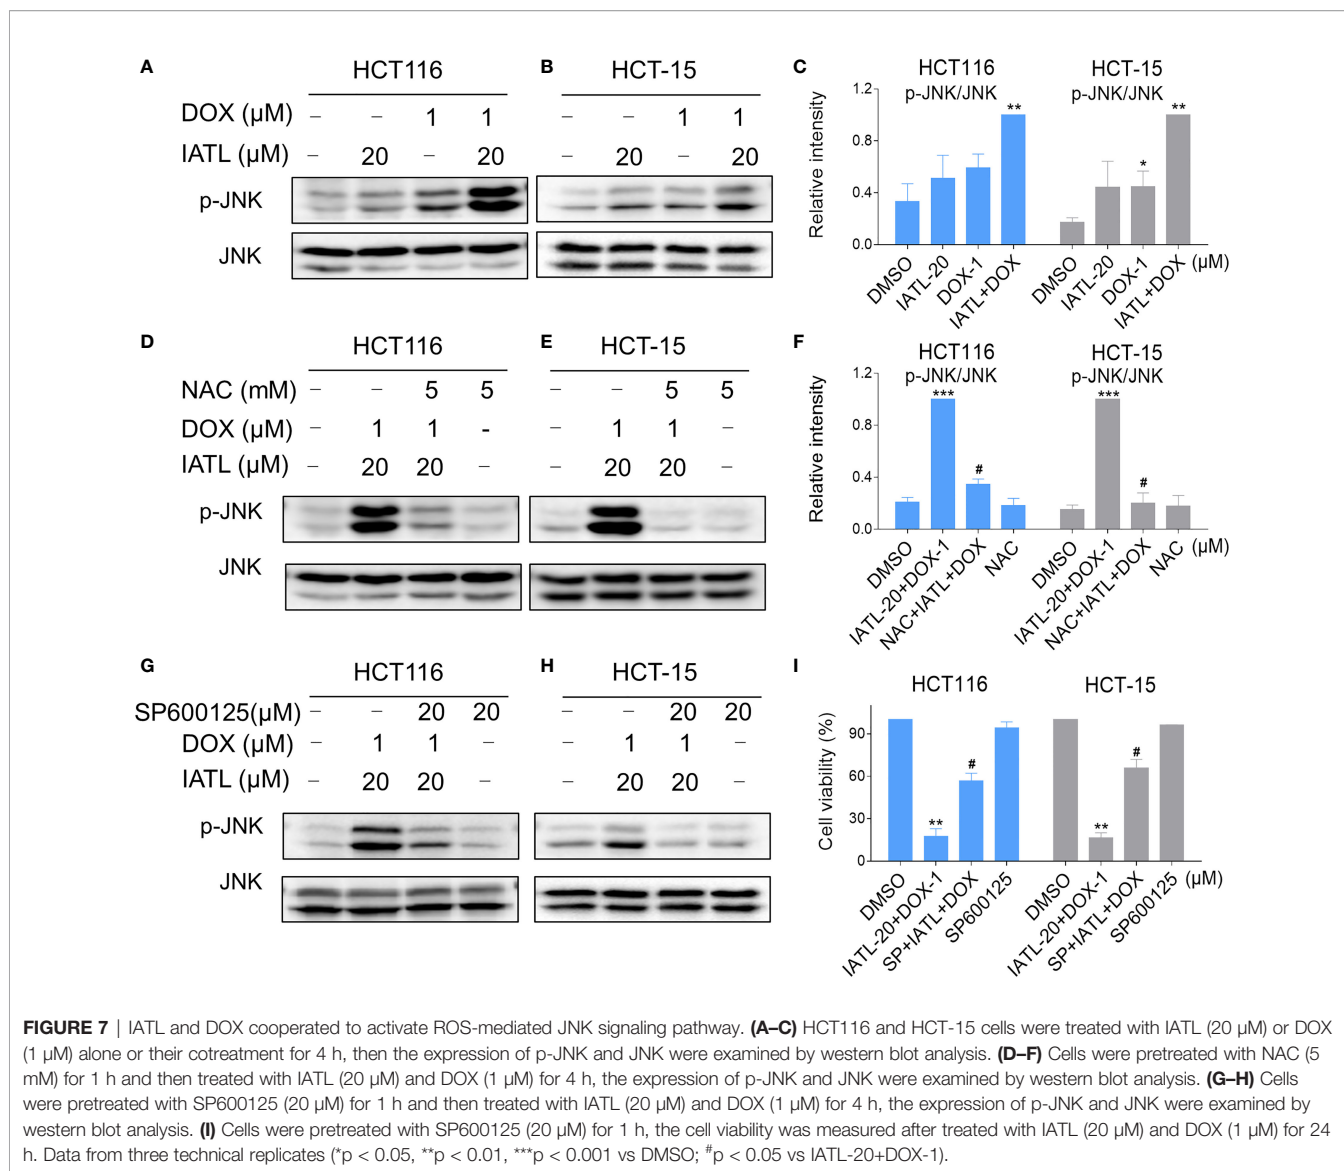 A
HCT116
DOX (µM) – – 1 1
IATL (µM) – 20 – 20
p-JNK
JNK
B
HCT-15
– – 1 1
– 20 – 20
C
HCT116
p-JNK/JNK
HCT-15
p-JNK/JNK
Relative intensity
1.2
0.8
0.4
0.0
** * **
DMSO
IATL-20
DOX-1
IATL+DOX
DMSO
IATL-20
DOX-1
IATL+DOX
(µM)
D
HCT116
NAC (mM) – – 5 5
DOX (µM) – 1 1 -
IATL (µM) – 20 20 –
p-JNK
JNK
E
HCT-15
– – 5 5
– 1 1 –
– 20 20 –
F
HCT116
p-JNK/JNK
HCT-15
p-JNK/JNK
Relative intensity
1.2
0.8
0.4
0.0
*** # *** #
DMSO
IATL-20+DOX-1
NAC+IATL+DOX
NAC
DMSO
IATL-20+DOX-1
NAC+IATL+DOX
NAC
(µM)
G
HCT116
SP600125(µM) – – 20 20
DOX (µM) – 1 1 –
IATL (µM) – 20 20 –
p-JNK
JNK
H
HCT-15
– – 20 20
– 1 1 –
– 20 20 –
I
HCT116
HCT-15
Cell viability (%)
90
60
30
0
** # ** #
DMSO
IATL-20+DOX-1
SP+IATL+DOX
SP600125
DMSO
IATL-20+DOX-1
SP+IATL+DOX
SP600125
(µM)
FIGURE 7 | IATL and DOX cooperated to activate ROS-mediated JNK signaling pathway. (A–C) HCT116 and HCT-15 cells were treated with IATL (20 µM) or DOX
(1 µM) alone or their cotreatment for 4 h, then the expression of p-JNK and JNK were examined by western blot analysis. (D–F) Cells were pretreated with NAC (5
mM) for 1 h and then treated with IATL (20 µM) and DOX (1 µM) for 4 h, the expression of p-JNK and JNK were examined by western blot analysis. (G–H) Cells
were pretreated with SP600125 (20 µM) for 1 h and then treated with IATL (20 µM) and DOX (1 µM) for 4 h, the expression of p-JNK and JNK were examined by
western blot analysis. (I) Cells were pretreated with SP600125 (20 µM) for 1 h, the cell viability was measured after treated with IATL (20 µM) and DOX (1 µM) for 24
h. Data from three technical replicates (*p < 0.05, **p < 0.01, ***p < 0.001 vs DMSO; #p < 0.05 vs IATL-20+DOX-1).